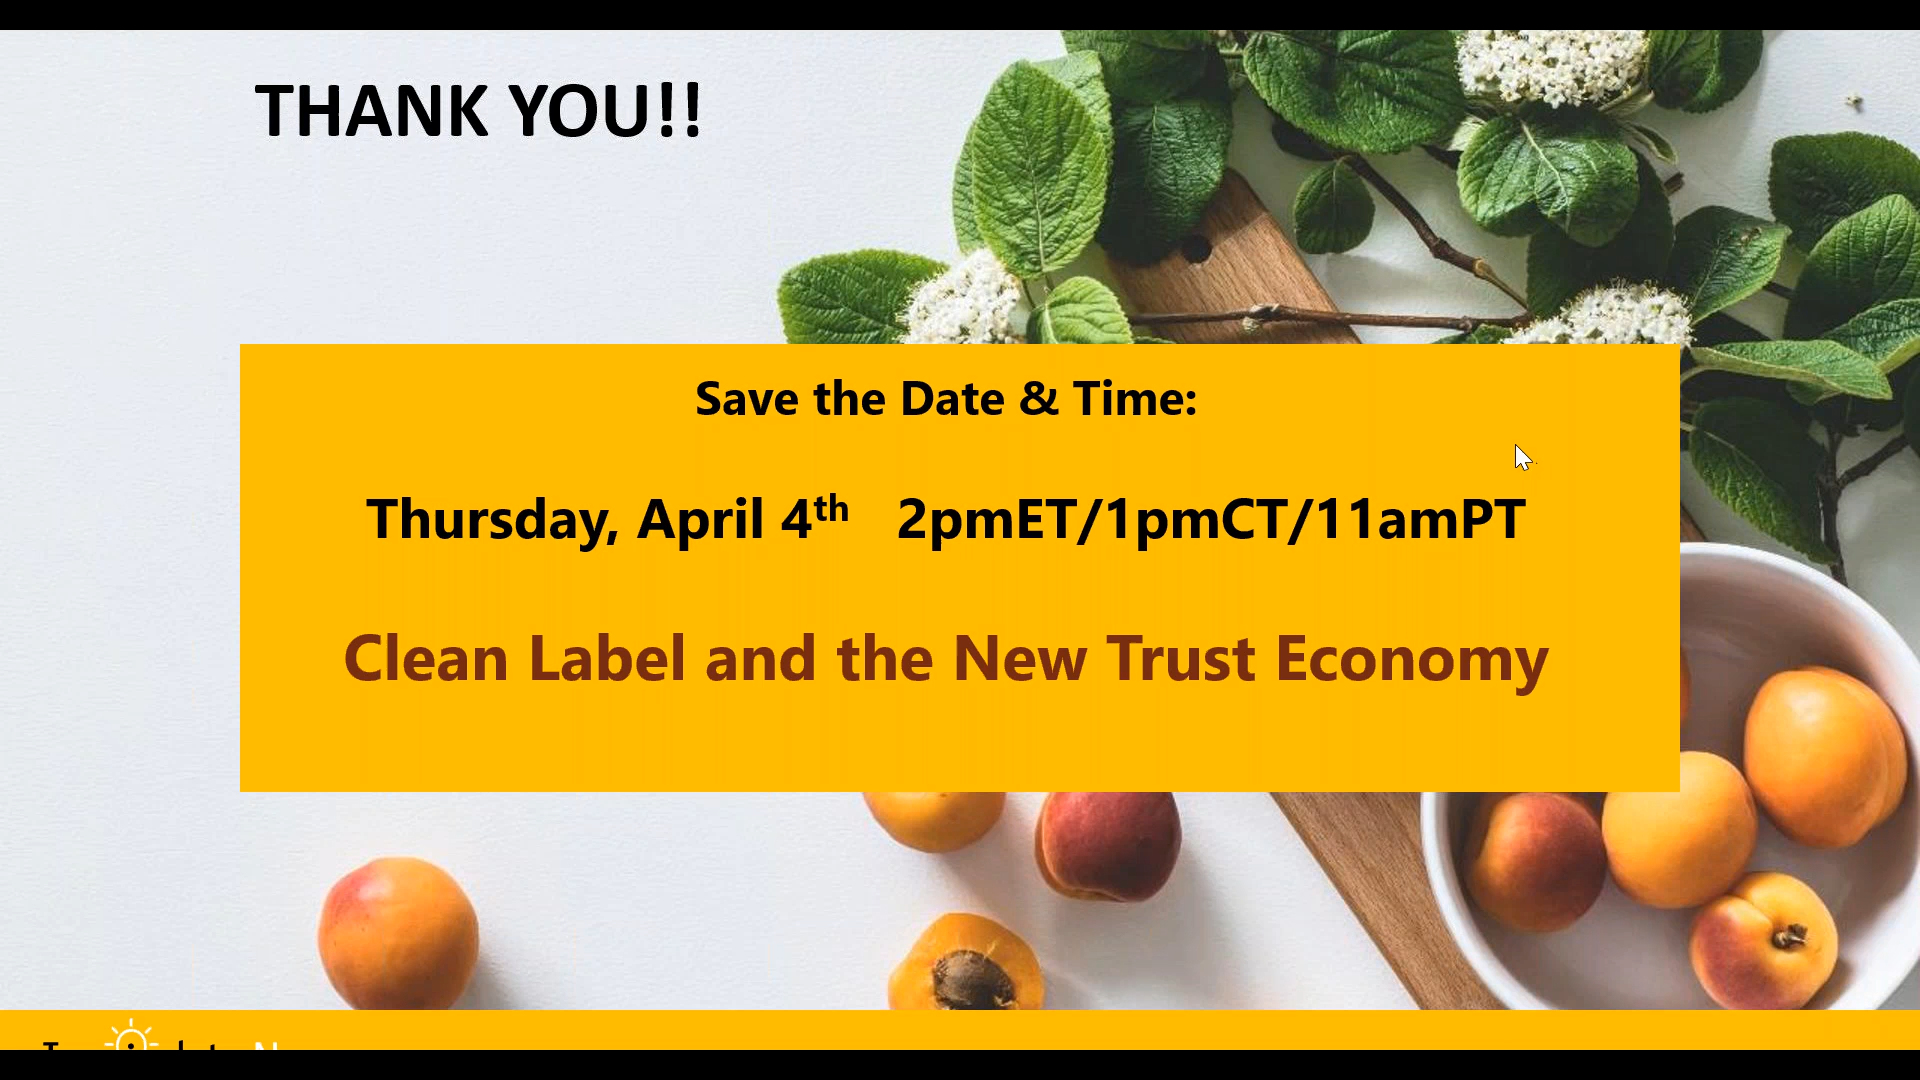 THANK YOU!!
Save the Date & Time:
Thursday, April 4th 2pmET/1pmCT/11amPT
Clean Label and the New Trust Economy